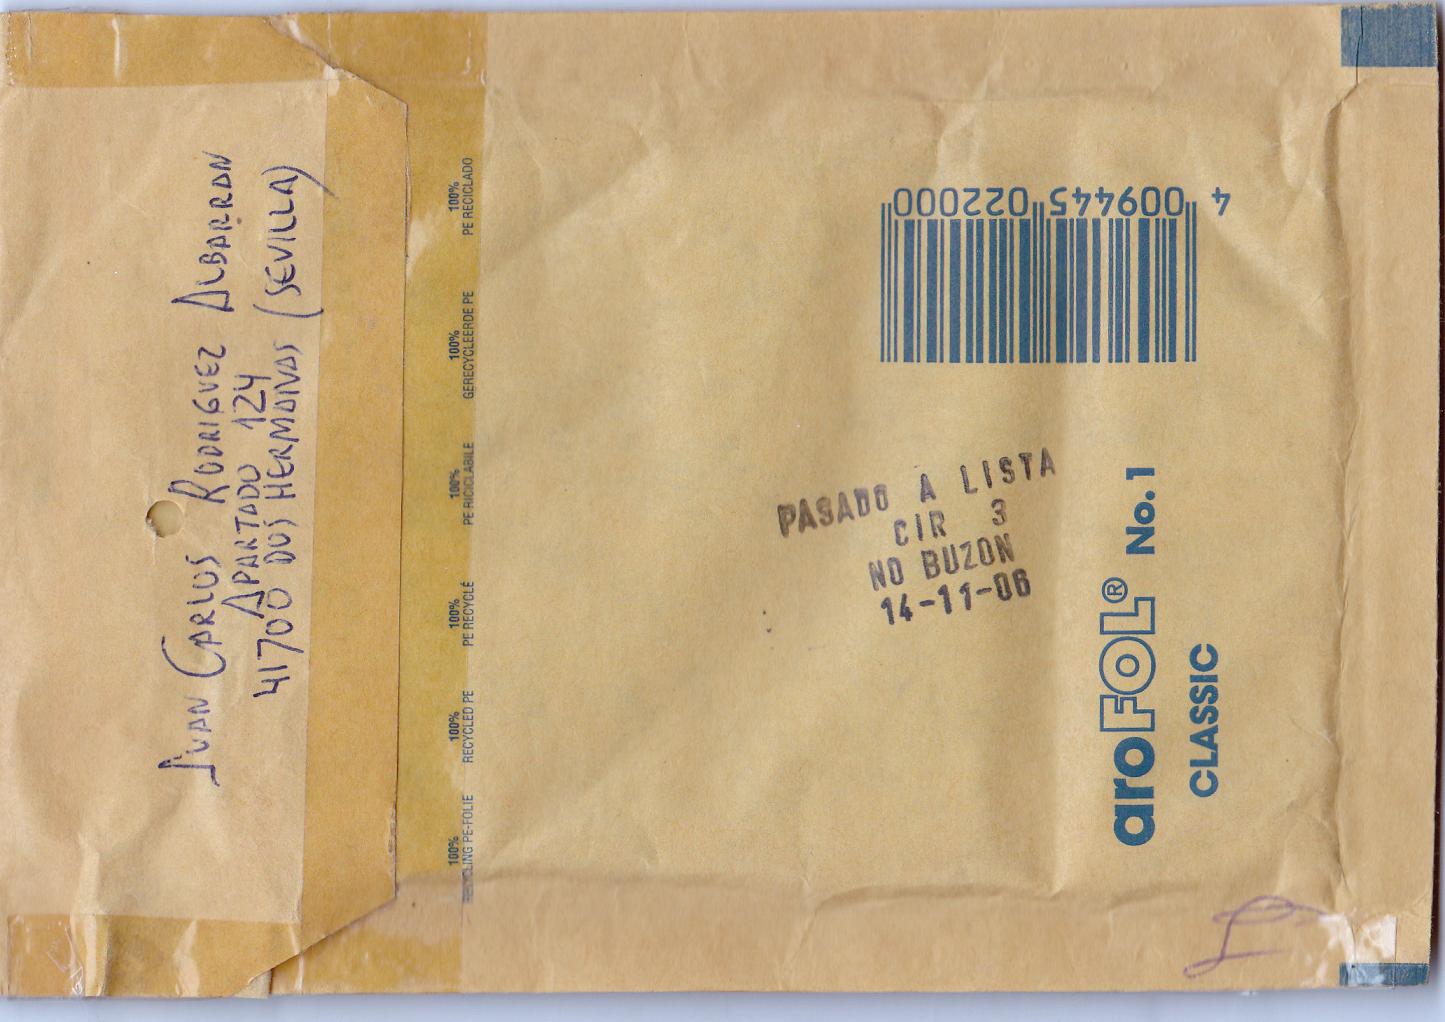 Juan Carlos Rodriguez Albarran
Apartado 124
41700 Dos Hermanas (Sevilla)
100% RECYCLING PE-FOLIE
100% RECYCLED PE
100% PE RECYCLÉ
100% PE RICICLABILE
100% GERECYCLEERDE PE
100% PE RECICLADO
PASADO A LISTA
CIR 3
NO BUZON
14-11-06
4 009445 022000
aroFOL® No. 1
CLASSIC